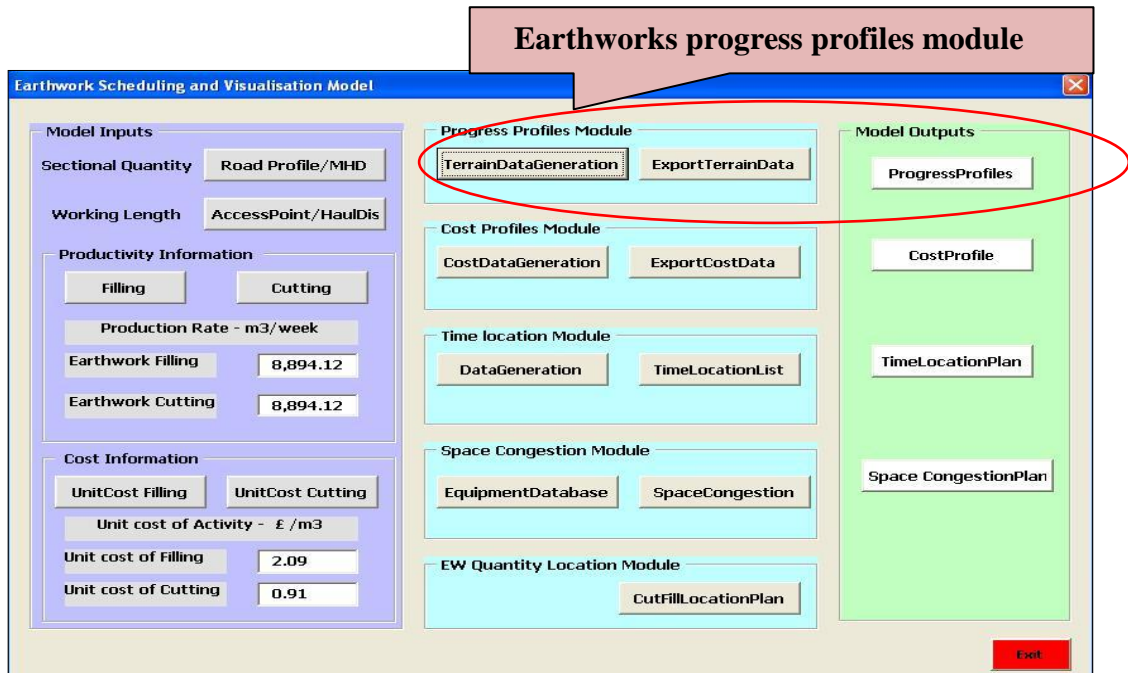 Earthworks progress profiles module
Earthwork Scheduling and Visualisation Model
Model Inputs
Sectional Quantity
Road Profile/MHD
Working Length
AccessPoint/HaulDis
Productivity Information
Filling
Cutting
Production Rate - m3/week
Earthwork Filling
8,894.12
Earthwork Cutting
8,894.12
Cost Information
UnitCost Filling
UnitCost Cutting
Unit cost of Activity - £ /m3
Unit cost of Filling
2.09
Unit cost of Cutting
0.91
Progress Profiles Module
TerrainDataGeneration
ExportTerrainData
Cost Profiles Module
CostDataGeneration
ExportCostData
Time location Module
DataGeneration
TimeLocationList
Space Congestion Module
EquipmentDatabase
SpaceCongestion
EW Quantity Location Module
CutFillLocationPlan
Model Outputs
ProgressProfiles
CostProfile
TimeLocationPlan
Space CongestionPlan
Exit